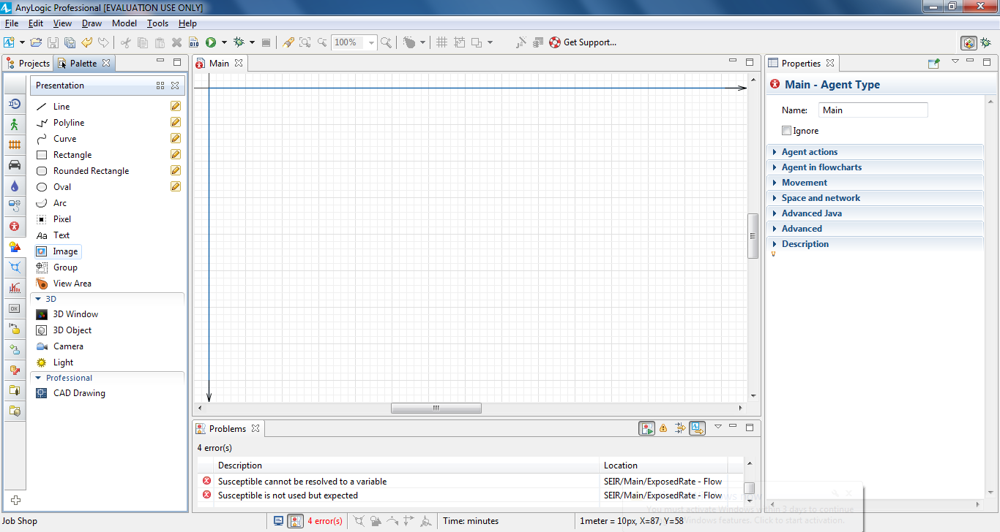 AnyLogic Professional [EVALUATION USE ONLY]
File Edit View Draw Model Tools Help
100% Get Support...
Projects Palette Main Properties
Presentation
Line
Polyline
Curve
Rectangle
Rounded Rectangle
Oval
Arc
Pixel
Aa Text
Image
Group
View Area
3D
3D Window
3D Object
Camera
Light
Professional
CAD Drawing
OK
Main - Agent Type
Name: Main
Ignore
Agent actions
Agent in flowcharts
Movement
Space and network
Advanced Java
Advanced
Description
Problems
4 error(s)
Description Location
Susceptible cannot be resolved to a variable SEIR/Main/ExposedRate - Flow
Susceptible is not used but expected SEIR/Main/ExposedRate - Flow
You must activate Windows within 3 days to continue
Windows features. Click to start activation.
Job Shop 4 error(s) Time: minutes 1meter = 10px, X=87, Y=58